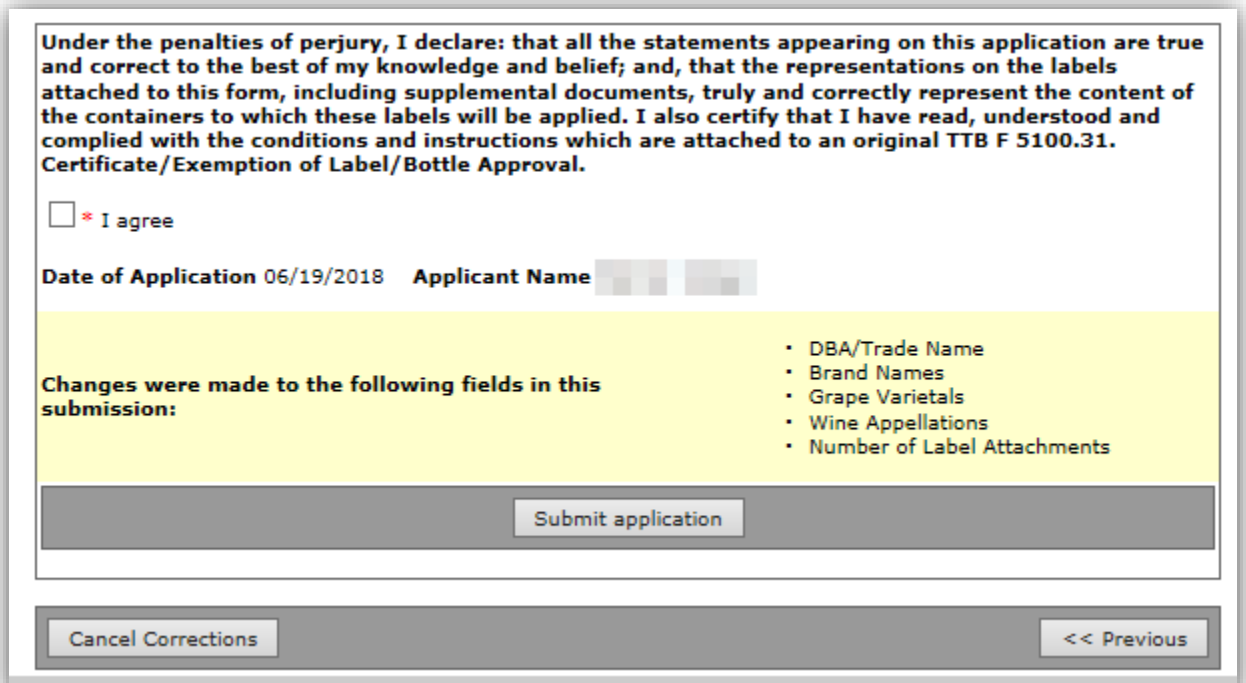 Under the penalties of perjury, I declare: that all the statements appearing on this application are true
and correct to the best of my knowledge and belief; and, that the representations on the labels
attached to this form, including supplemental documents, truly and correctly represent the content of
the containers to which these labels will be applied. I also certify that I have read, understood and
complied with the conditions and instructions which are attached to an original TTB F 5100.31.
Certificate/Exemption of Label/Bottle Approval.
* I agree
Date of Application 06/19/2018 Applicant Name
Changes were made to the following fields in this
submission:
▪ DBA/Trade Name
▪ Brand Names
▪ Grape Varietals
▪ Wine Appellations
▪ Number of Label Attachments
Submit application
Cancel Corrections
<< Previous